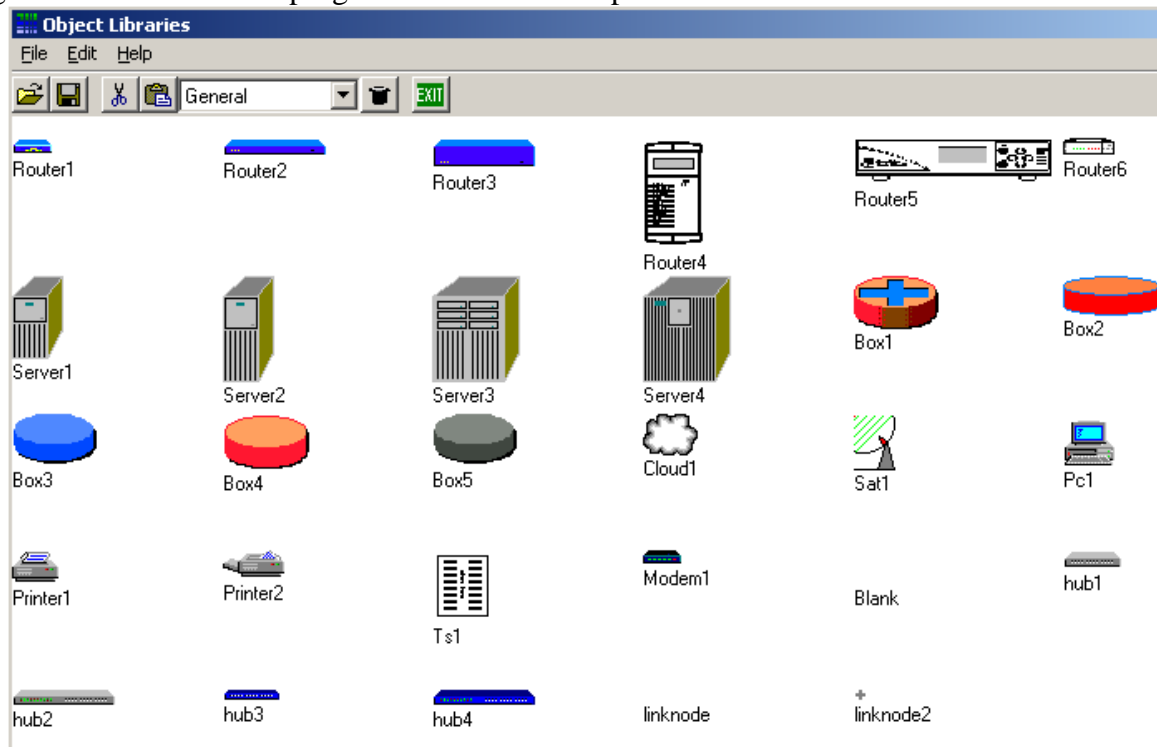 Object Libraries
File Edit Help
General EXIT
Router1 Router2 Router3 Router4 Router5 Router6
Server1 Server2 Server3 Server4 Box1 Box2
Box3 Box4 Box5 Cloud1 Sat1 Pc1
Printer1 Printer2 Ts1 Modem1 Blank hub1
hub2 hub3 hub4 linknode linknode2